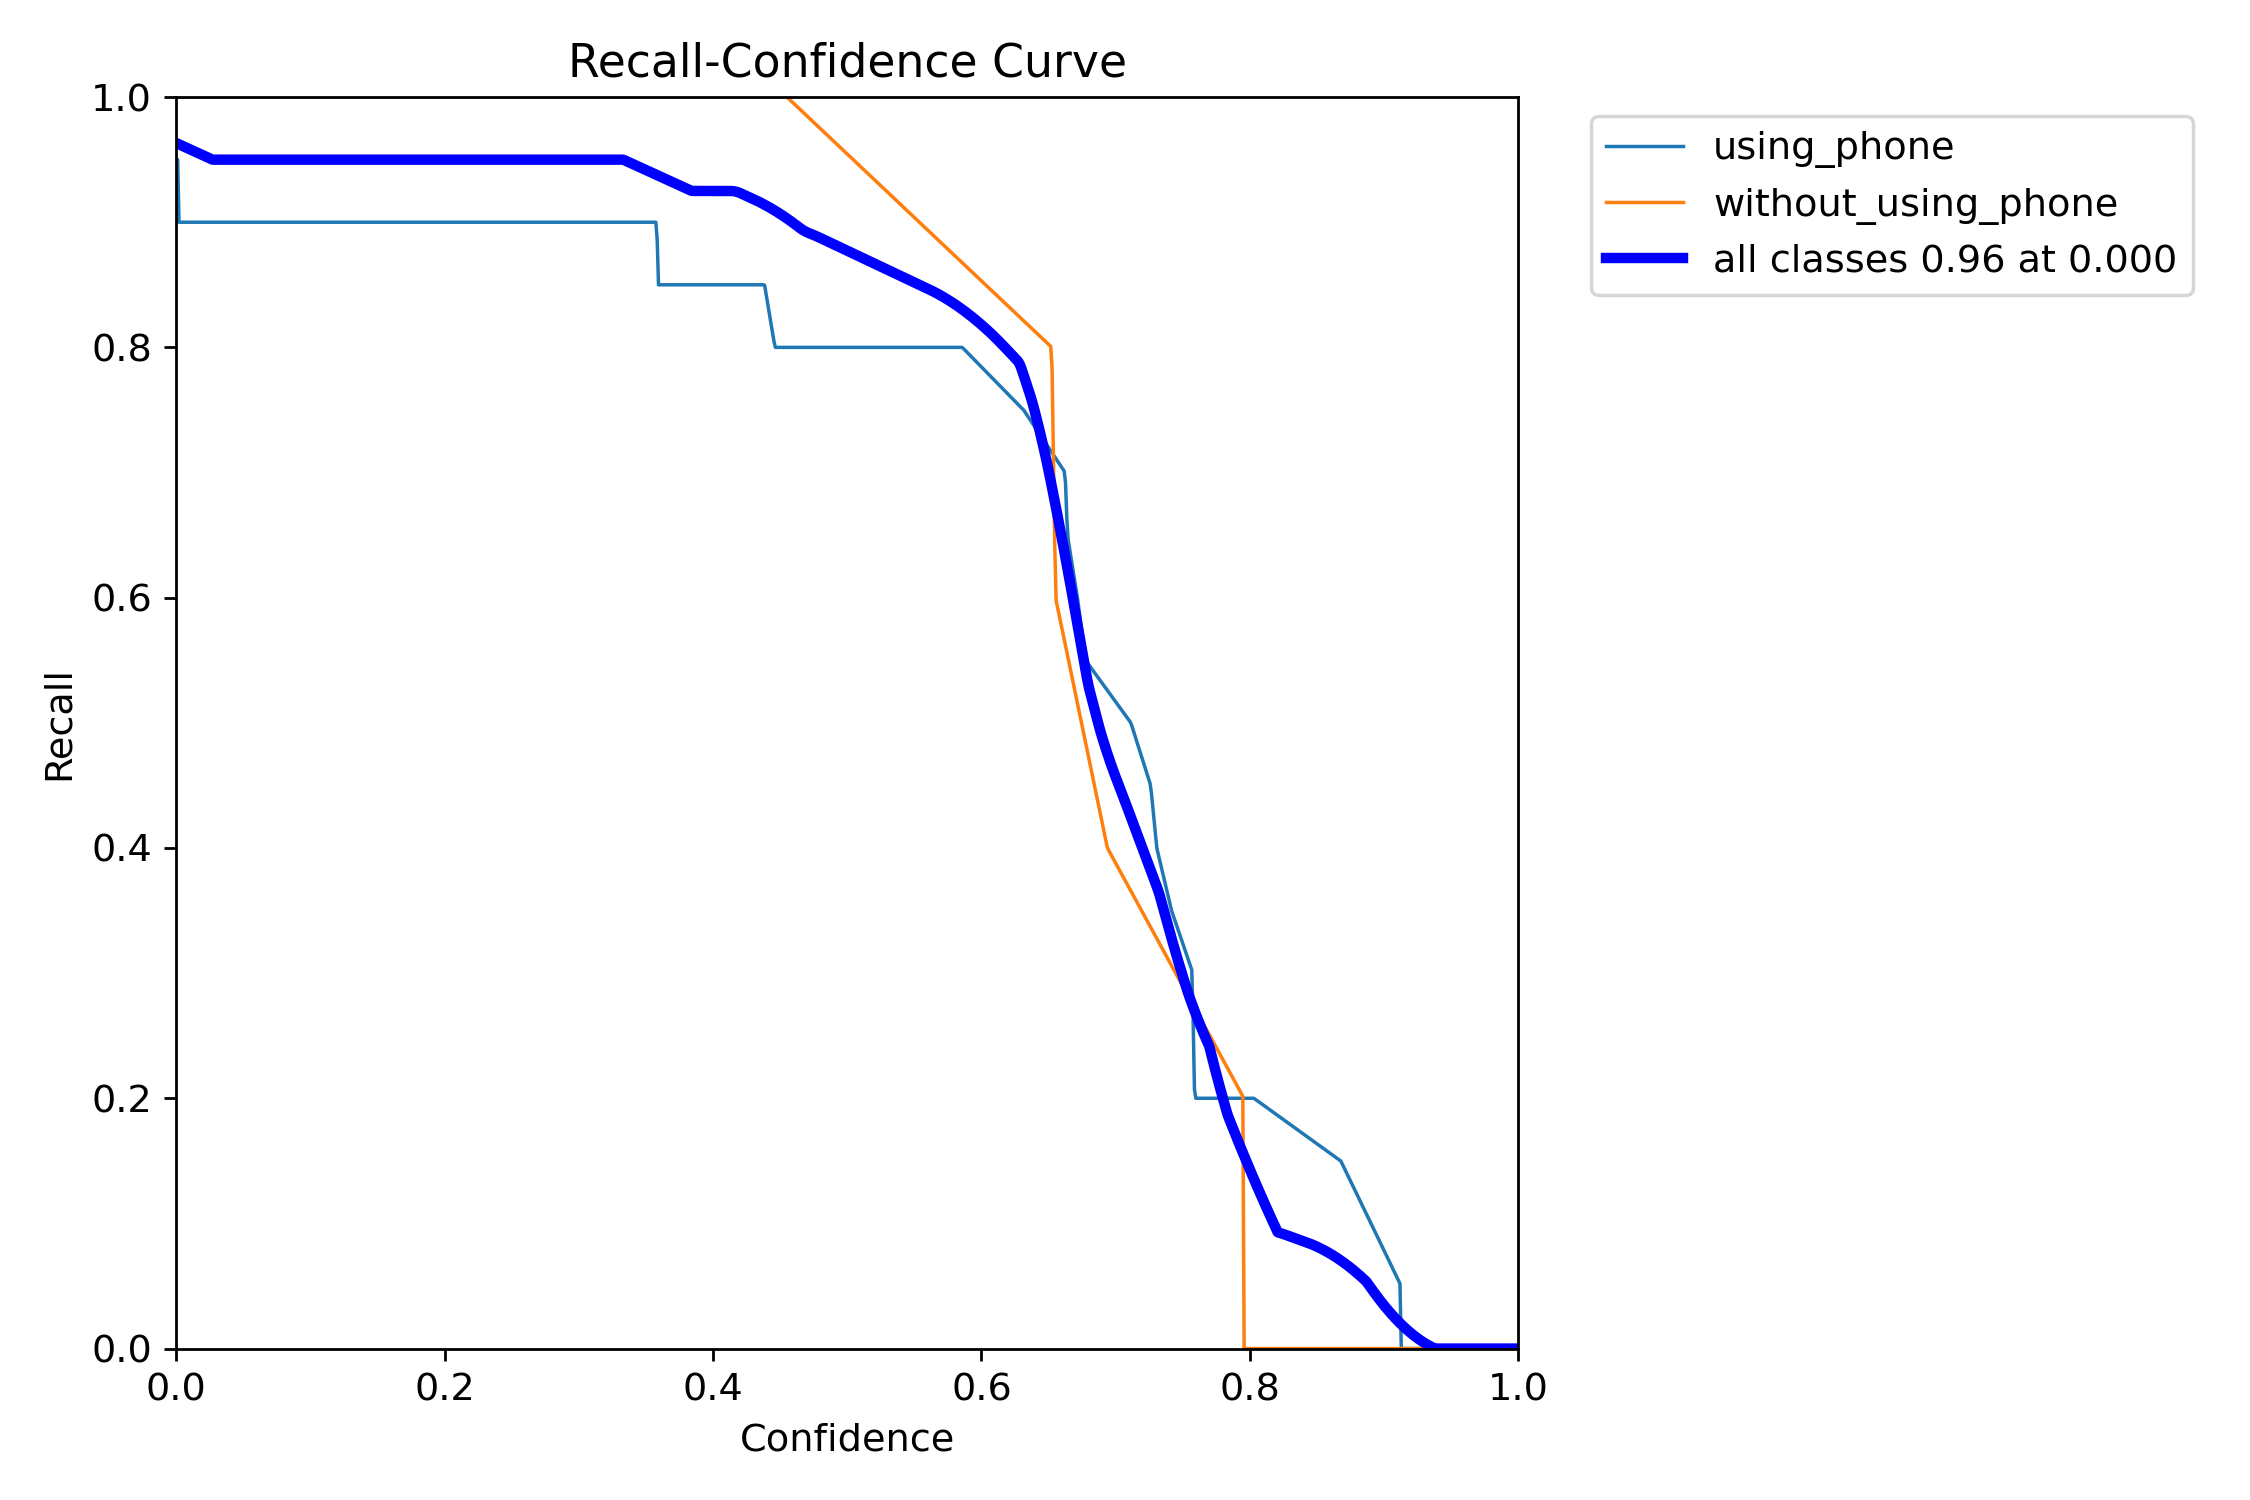 Recall-Confidence Curve
1.0
0.8
0.6
0.4
0.2
0.0
Recall
0.0 0.2 0.4 0.6 0.8 1.0
Confidence
using_phone
without_using_phone
all classes 0.96 at 0.000